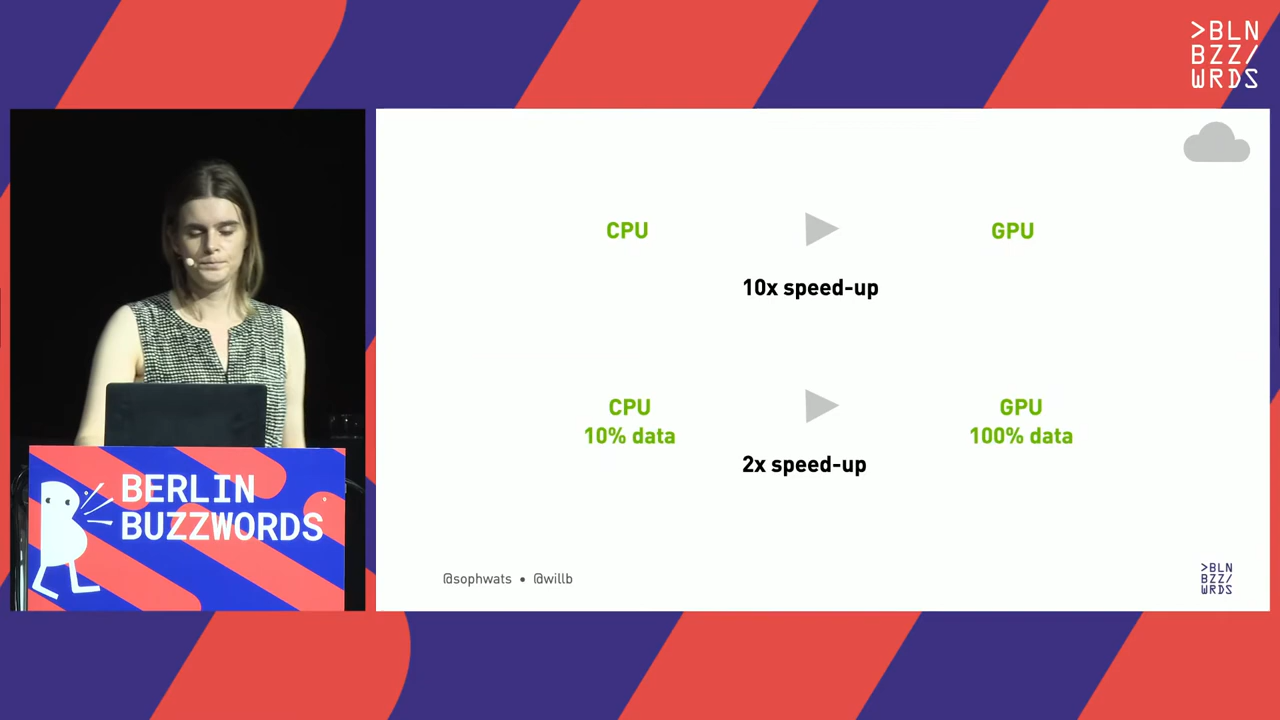 >BLN
BZZ/
WRDS
CPU
GPU
10x speed-up
CPU
10% data
GPU
100% data
2x speed-up
@sophwats • @willb
>BLN
BZZ/
WRDS
BERLIN
BUZZWORDS